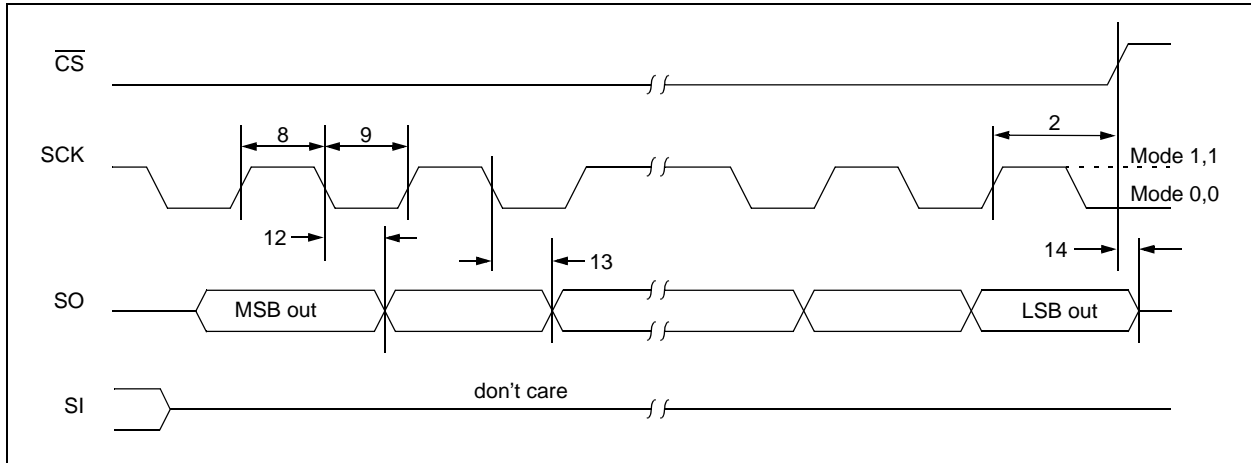 CS
8
9
2
SCK
Mode 1,1
Mode 0,0
12
13
14
SO
MSB out
LSB out
SI
don't care